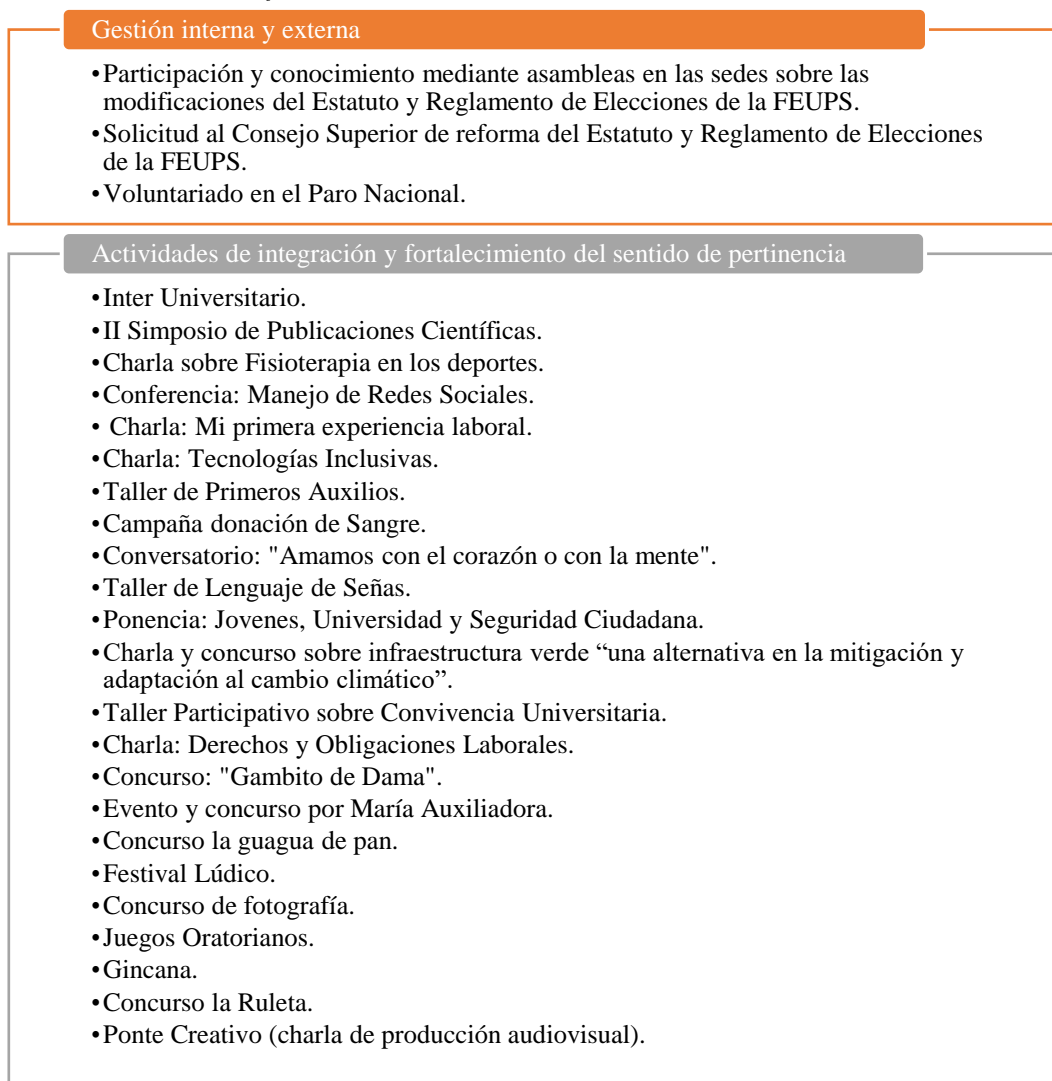 Gestión interna y externa
•Participación y conocimiento mediante asambleas en las sedes sobre las
modificaciones del Estatuto y Reglamento de Elecciones de la FEUPS.
•Solicitud al Consejo Superior de reforma del Estatuto y Reglamento de Elecciones
de la FEUPS.
•Voluntariado en el Paro Nacional.
Actividades de integración y fortalecimiento del sentido de pertinencia
•Inter Universitario.
•II Simposio de Publicaciones Científicas.
•Charla sobre Fisioterapia en los deportes.
•Conferencia: Manejo de Redes Sociales.
• Charla: Mi primera experiencia laboral.
•Charla: Tecnologías Inclusivas.
•Taller de Primeros Auxilios.
•Campaña donación de Sangre.
•Conversatorio: "Amamos con el corazón o con la mente".
•Taller de Lenguaje de Señas.
•Ponencia: Jovenes, Universidad y Seguridad Ciudadana.
•Charla y concurso sobre infraestructura verde “una alternativa en la mitigación y
adaptación al cambio climático”.
•Taller Participativo sobre Convivencia Universitaria.
•Charla: Derechos y Obligaciones Laborales.
•Concurso: "Gambito de Dama".
•Evento y concurso por María Auxiliadora.
•Concurso la guagua de pan.
•Festival Lúdico.
•Concurso de fotografía.
•Juegos Oratorianos.
•Gincana.
•Concurso la Ruleta.
•Ponte Creativo (charla de producción audiovisual).